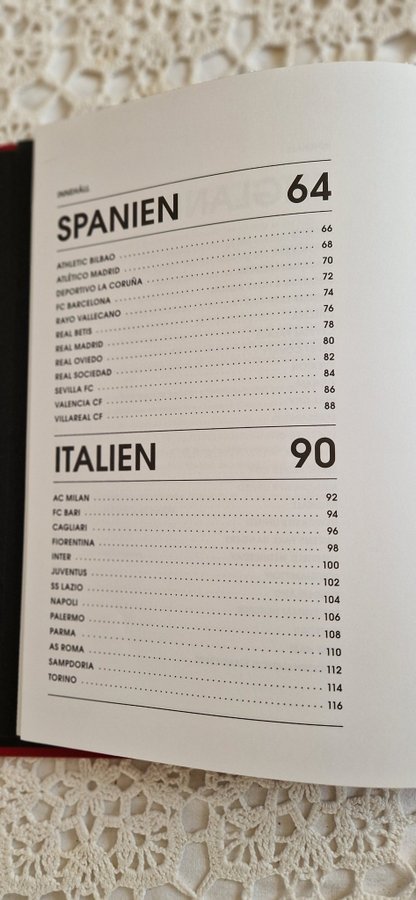 INNEHÅLL
SPANIEN 64
ATHLETIC BILBAO 66
ATLÉTICO MADRID 68
DEPORTIVO LA CORUÑA 70
FC BARCELONA 72
RAYO VALLECANO 74
REAL BETIS 76
REAL MADRID 78
REAL OVIEDO 80
REAL SOCIEDAD 82
SEVILLA FC 84
VALENCIA CF 86
VILLAREAL CF 88
ITALIEN 90
AC MILAN 92
FC BARI 94
CAGLIARI 96
FIORENTINA 98
INTER 100
JUVENTUS 102
SS LAZIO 104
NAPOLI 106
PALERMO 108
PARMA 110
AS ROMA 112
SAMPDORIA 114
TORINO 116